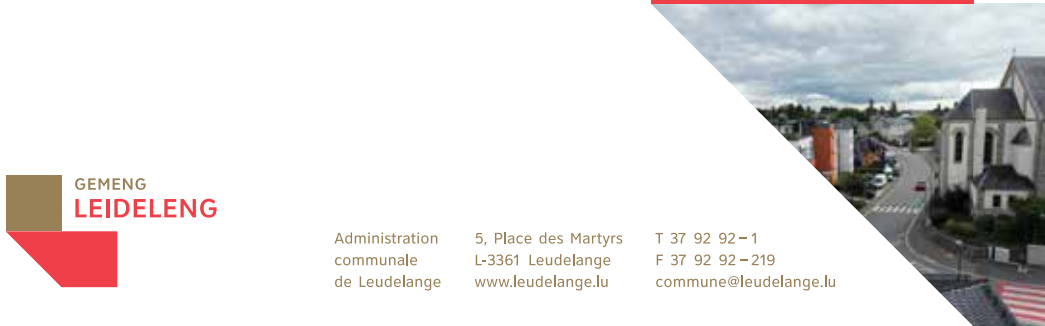 GEMENG
LEIDELENG
Administration
communale
de Leudelange
5, Place des Martyrs
L-3361 Leudelange
www.leudelange.lu
T 37 92 92 – 1
F 37 92 92 – 219
commune@leudelange.lu